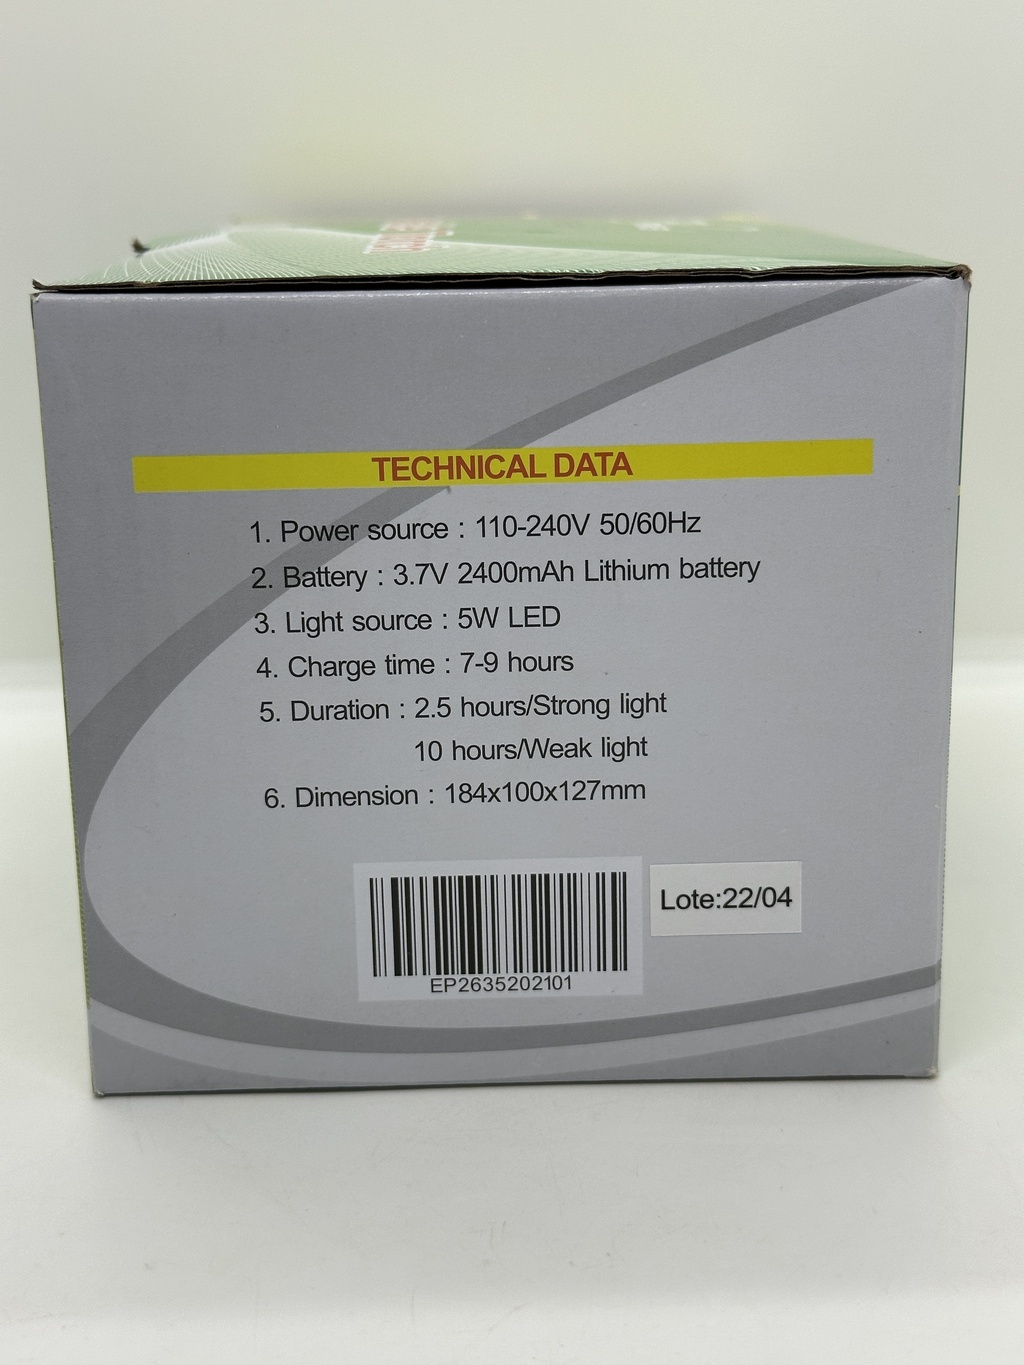 TECHNICAL DATA
1. Power source : 110-240V 50/60Hz
2. Battery : 3.7V 2400mAh Lithium battery
3. Light source : 5W LED
4. Charge time : 7-9 hours
5. Duration : 2.5 hours/Strong light
10 hours/Weak light
6. Dimension : 184x100x127mm
EP2635202101
Lote:22/04